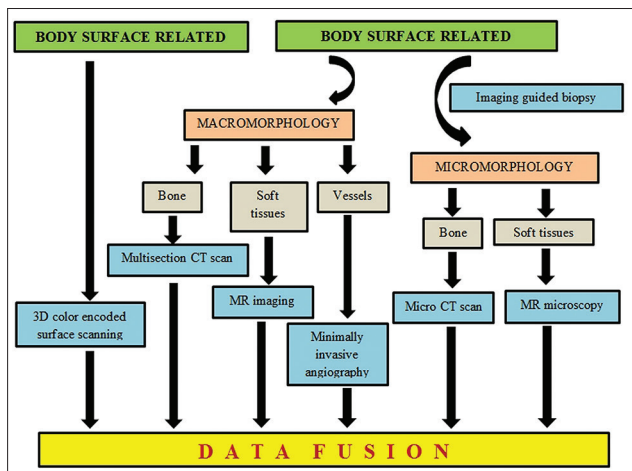 BODY SURFACE RELATED
BODY SURFACE RELATED
Imaging guided biopsy
MACROMORPHOLOGY
MICROMORPHOLOGY
Bone
Soft
tissues
Vessels
Bone
Soft tissues
Multisection CT scan
MR imaging
3D color encoded
surface scanning
Micro CT scan
MR microscopy
Minimally
invasive
angiography
DATA FUSION